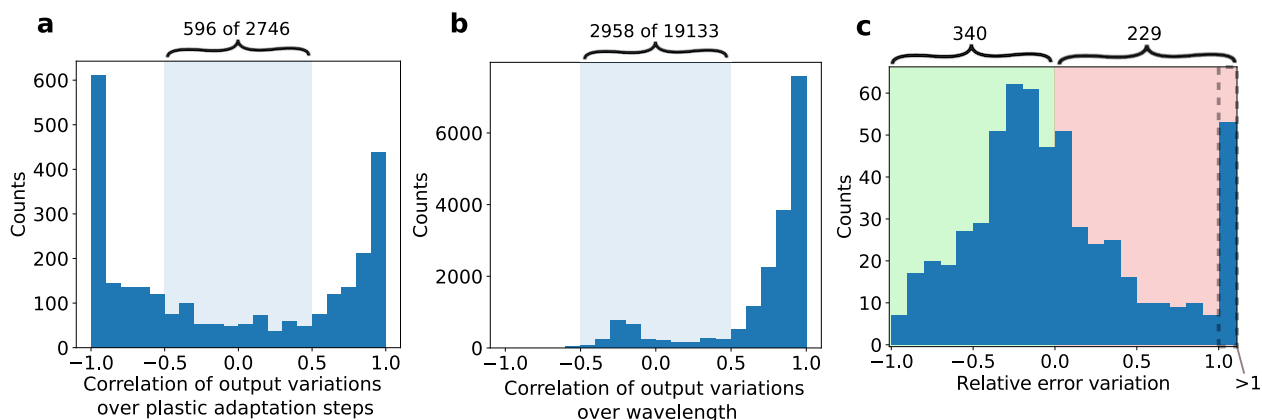 a
596 of 2746
600
500
400
300
200
100
0
Counts
−1.0 −0.5 0.0 0.5 1.0
Correlation of output variations
over plastic adaptation steps
b
2958 of 19133
6000
4000
2000
0
Counts
−1.0 −0.5 0.0 0.5 1.0
Correlation of output variations
over wavelength
c
340 229
60
50
40
30
20
10
0
Counts
−1.0 −0.5 0.0 0.5 1.0
>1
Relative error variation